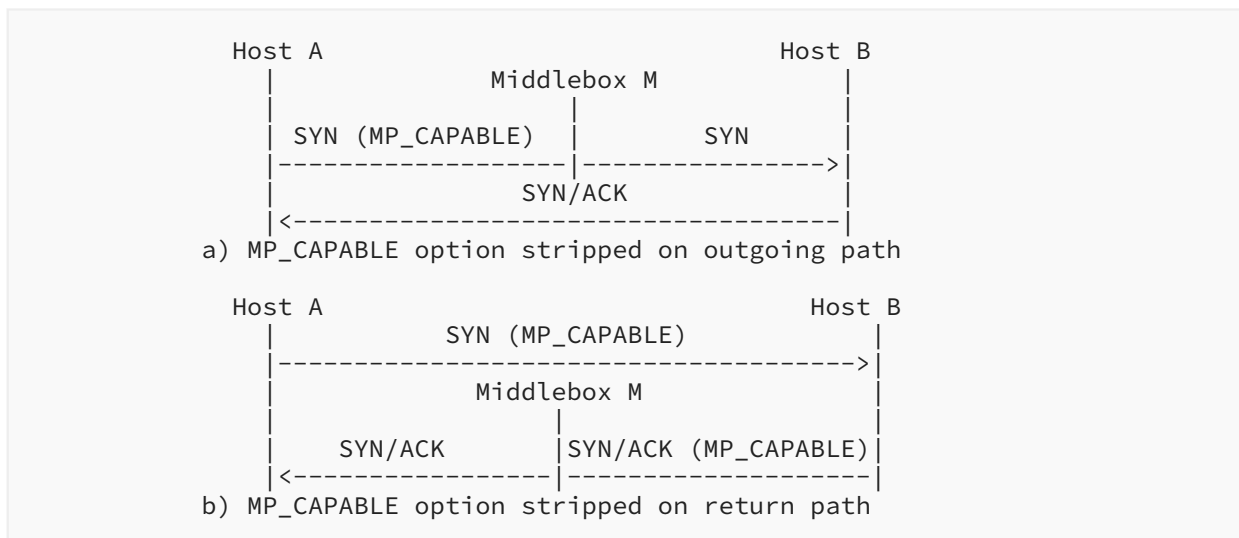 Host A Host B
Middlebox M
SYN (MP_CAPABLE) SYN
SYN/ACK
a) MP_CAPABLE option stripped on outgoing path
Host A Host B
SYN (MP_CAPABLE)
Middlebox M
SYN/ACK SYN/ACK (MP_CAPABLE)
b) MP_CAPABLE option stripped on return path